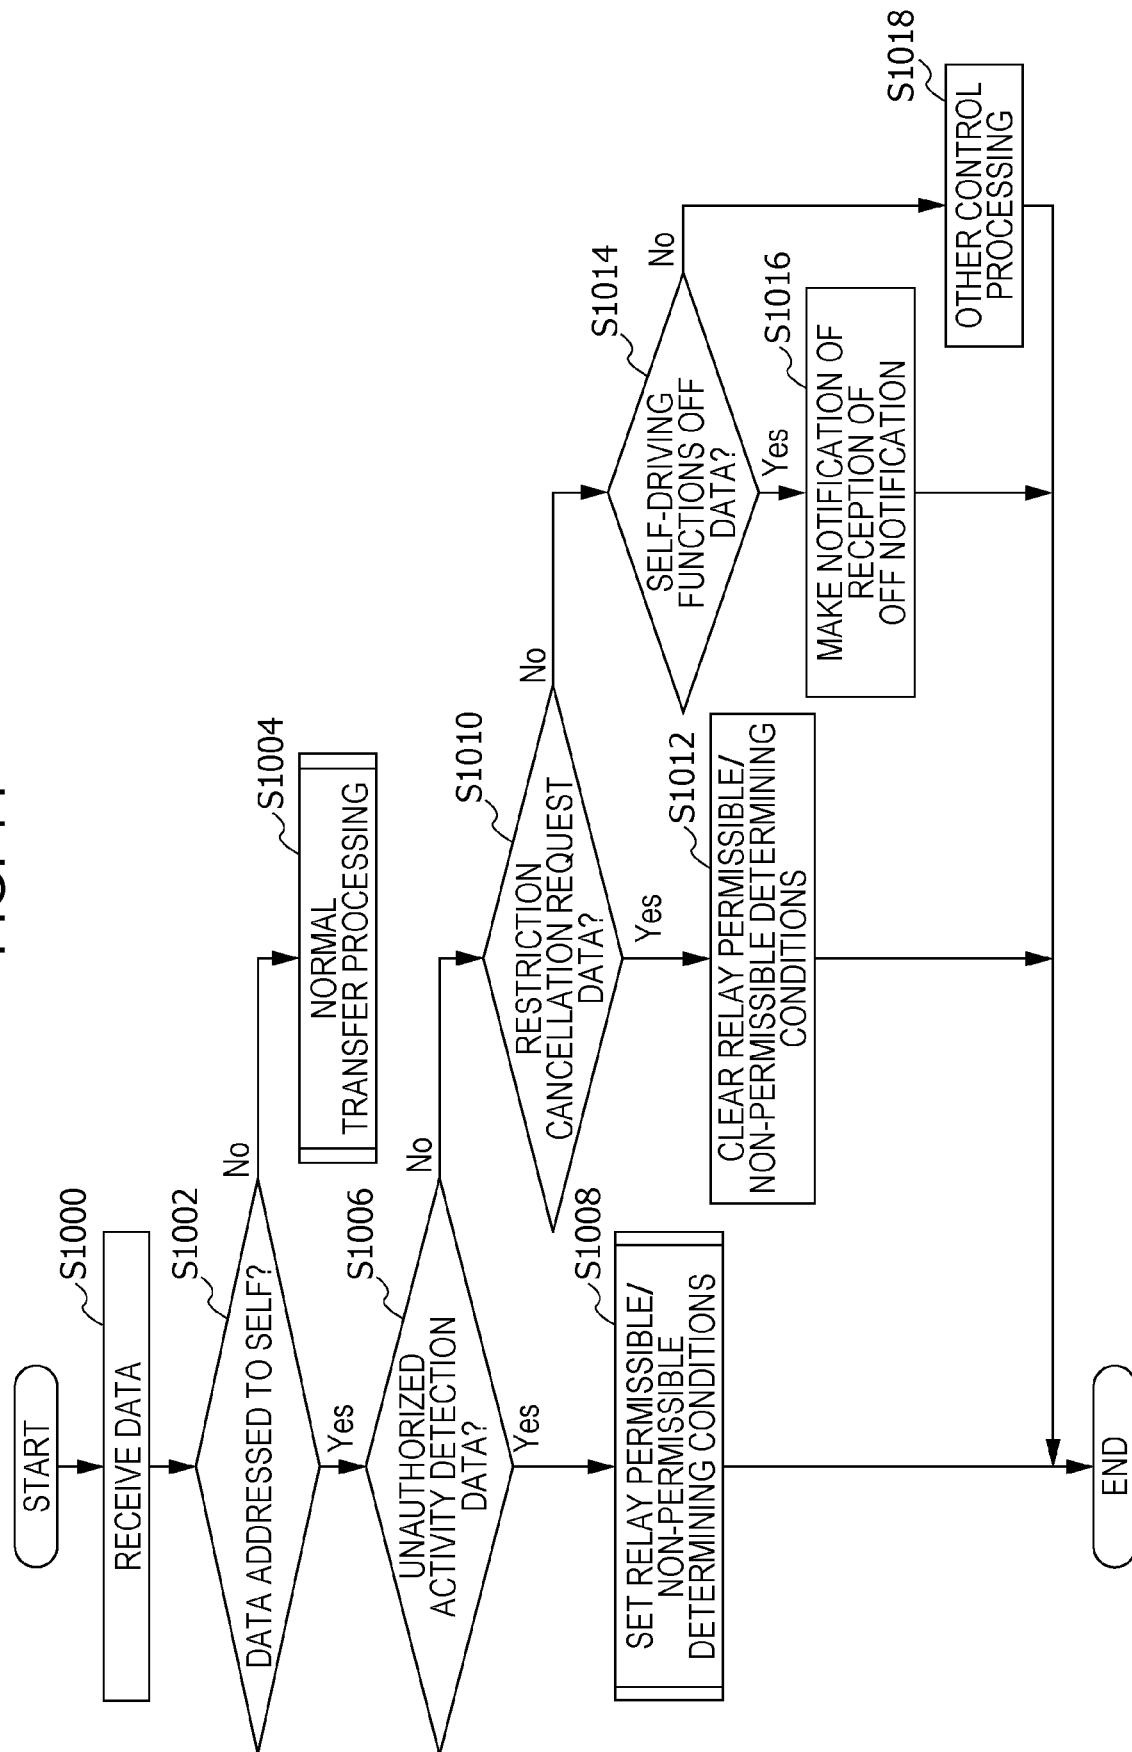 START
S1000
RECEIVE DATA
S1002
DATA ADDRESSED TO SELF?
No
Yes
S1004
NORMAL
TRANSFER PROCESSING
S1006
UNAUTHORIZED
ACTIVITY DETECTION
DATA?
No
Yes
S1008
SET RELAY PERMISSIBLE/
NON-PERMISSIBLE
DETERMINING CONDITIONS
S1010
RESTRICTION
CANCELLATION REQUEST
DATA?
No
Yes
S1012
CLEAR RELAY PERMISSIBLE/
NON-PERMISSIBLE DETERMINING
CONDITIONS
S1014
SELF-DRIVING
FUNCTIONS OFF
DATA?
No
Yes
S1016
MAKE NOTIFICATION OF
RECEPTION OF
OFF NOTIFICATION
S1018
OTHER CONTROL
PROCESSING
END